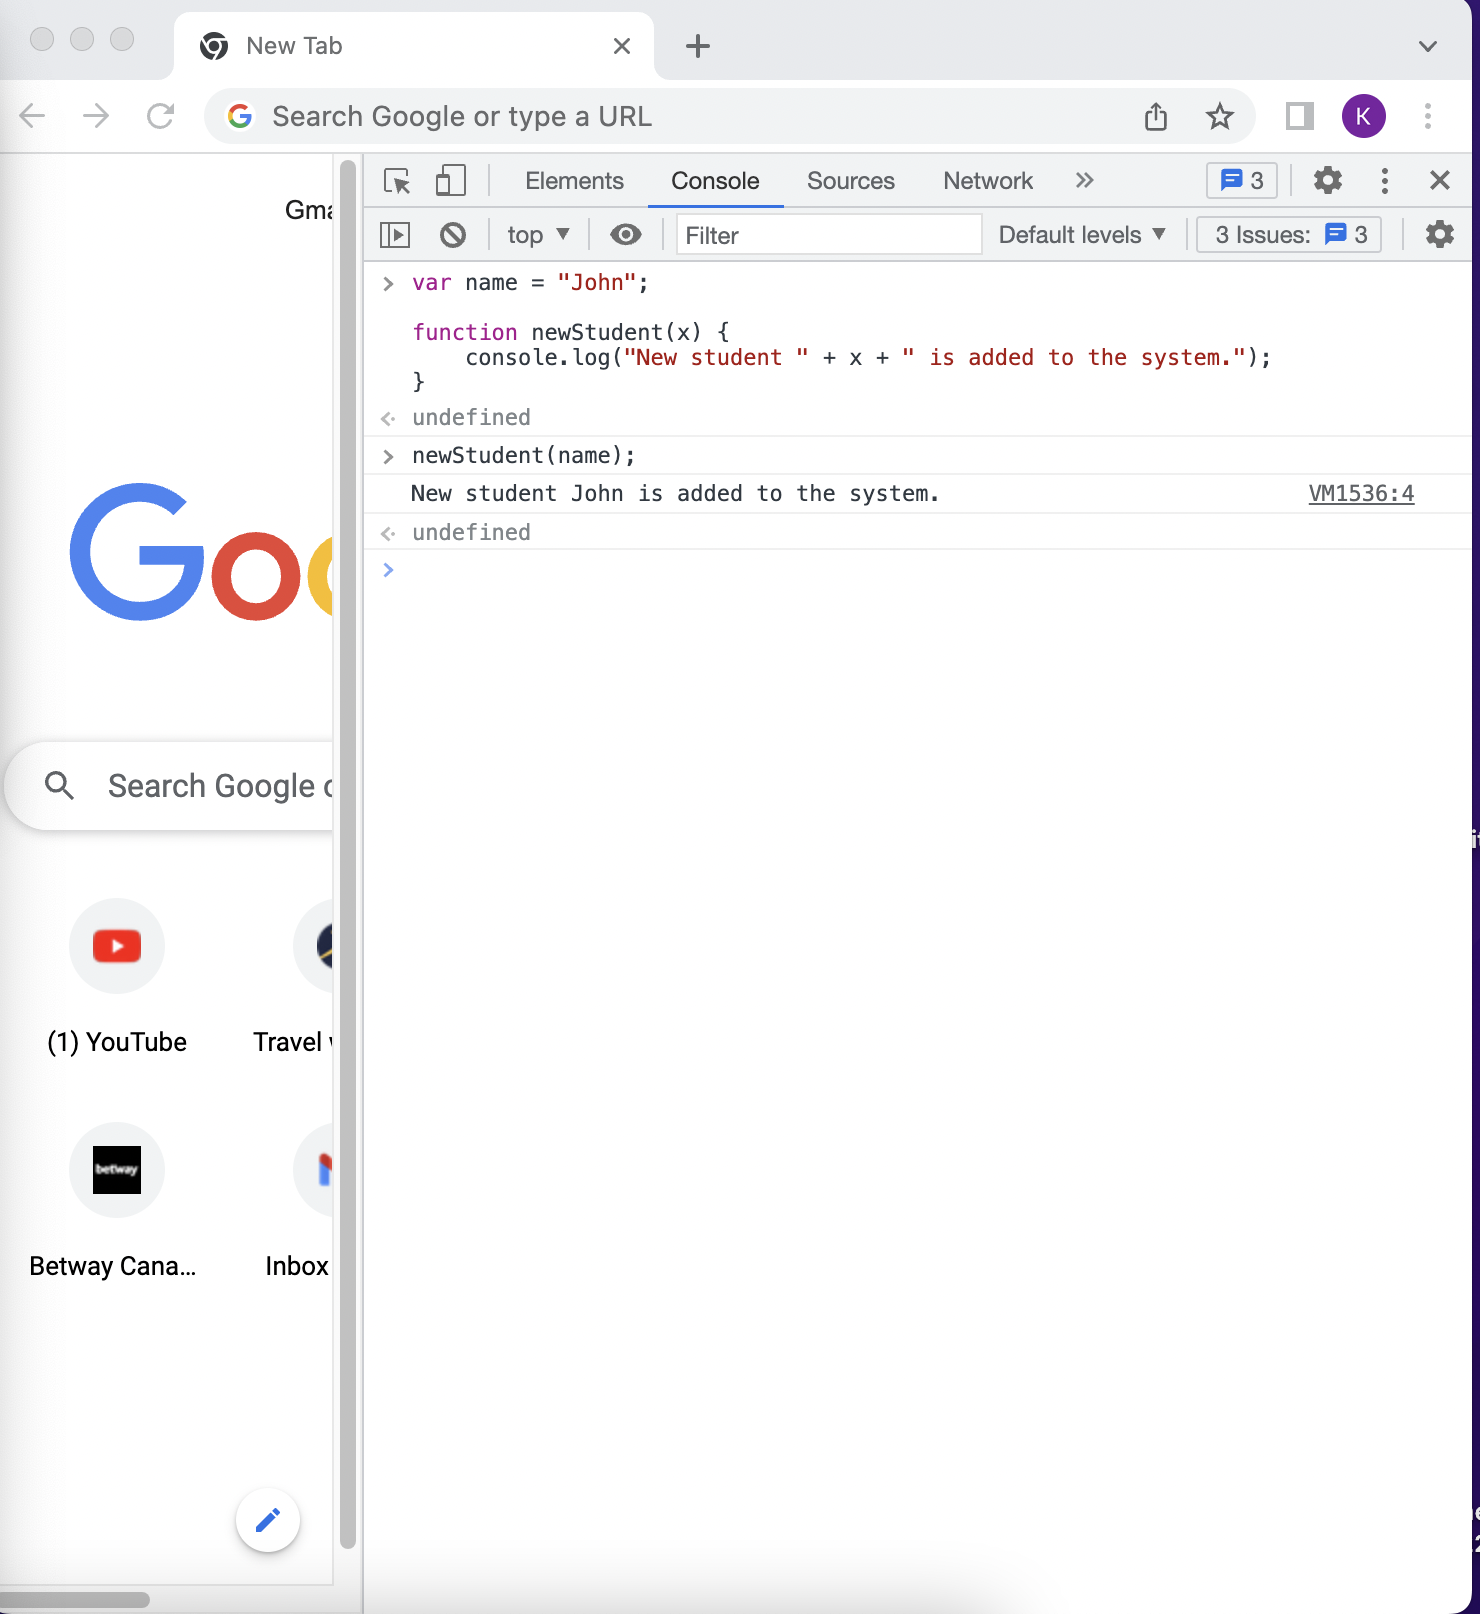 New Tab
Search Google or type a URL
K
Gma
Elements Console Sources Network 3
top Filter Default levels 3 Issues: 3
var name = "John";
function newStudent(x) {
console.log("New student " + x + " is added to the system.");
}
undefined
newStudent(name);
New student John is added to the system. VM1536:4
undefined
Goo
Search Google
(1) YouTube Travel
betway
Betway Cana... Inbox